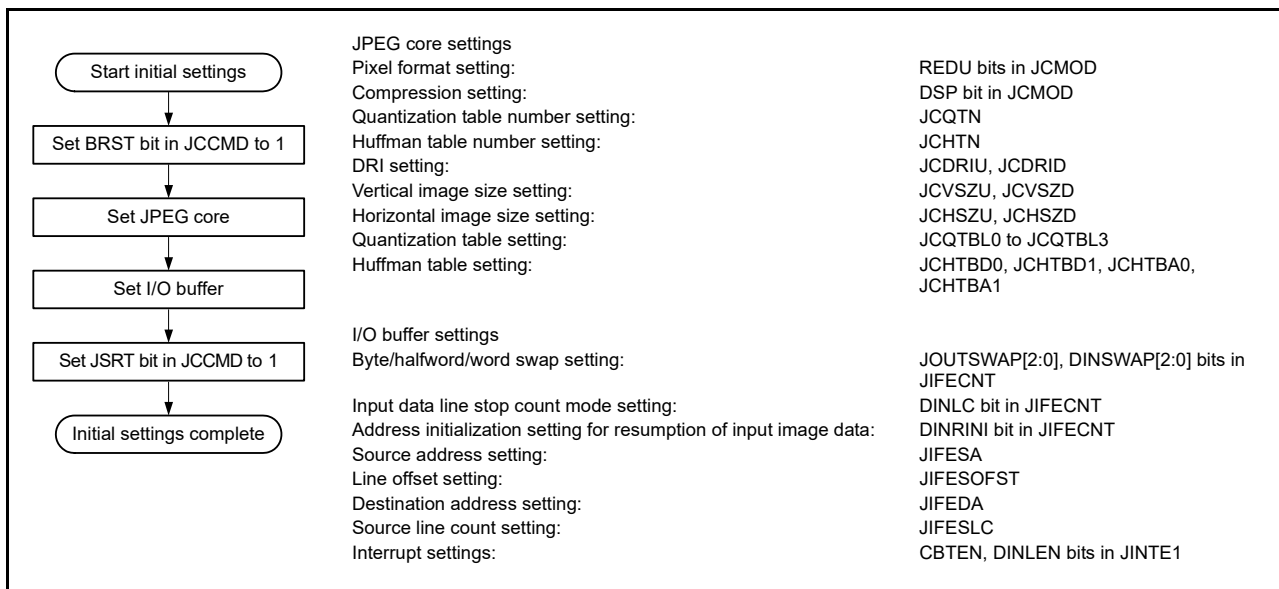 Start initial settings
Set BRST bit in JCCMD to 1
Set JPEG core
Set I/O buffer
Set JSRT bit in JCCMD to 1
Initial settings complete
JPEG core settings
Pixel format setting: REDU bits in JCMOD
Compression setting: DSP bit in JCMOD
Quantization table number setting: JCQTN
Huffman table number setting: JCHTN
DRI setting: JCDRIU, JCDRID
Vertical image size setting: JCVSZU, JCVSZD
Horizontal image size setting: JCHSZU, JCHSZD
Quantization table setting: JCQTBL0 to JCQTBL3
Huffman table setting: JCHTBD0, JCHTBD1, JCHTBA0,
JCHTBA1
I/O buffer settings
Byte/halfword/word swap setting: JOUTSWAP[2:0], DINSWAP[2:0] bits in
JIFECNT
Input data line stop count mode setting: DINLC bit in JIFECNT
Address initialization setting for resumption of input image data: DINRINI bit in JIFECNT
Source address setting: JIFESA
Line offset setting: JIFESOFST
Destination address setting: JIFEDA
Source line count setting: JIFESLC
Interrupt settings: CBTEN, DINLEN bits in JINTE1